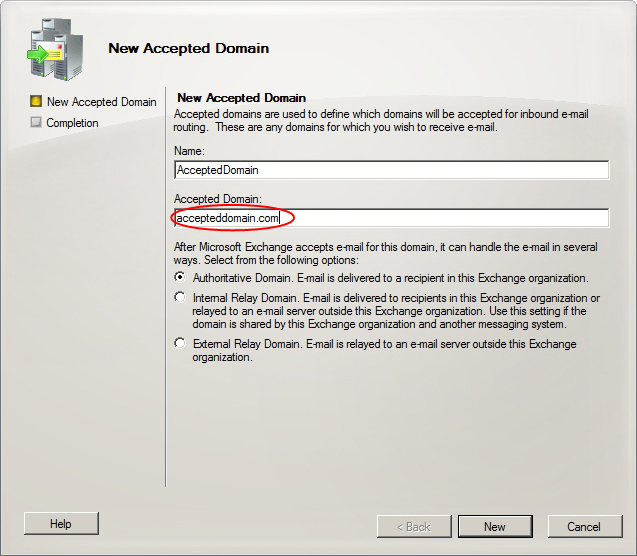 New Accepted Domain
New Accepted Domain
Completion
New Accepted Domain
Accepted domains are used to define which domains will be accepted for inbound e-mail
routing. These are any domains for which you wish to receive e-mail.
Name:
AcceptedDomain
Accepted Domain:
accepteddomain.com
After Microsoft Exchange accepts e-mail for this domain, it can handle the e-mail in several
ways. Select from the following options:
Authoritative Domain. E-mail is delivered to a recipient in this Exchange organization.
Internal Relay Domain. E-mail is delivered to recipients in this Exchange organization or
relayed to an e-mail server outside this Exchange organization. Use this setting if the
domain is shared by this Exchange organization and another messaging system.
External Relay Domain. E-mail is relayed to an e-mail server outside this Exchange
organization.
Help
< Back
New
Cancel